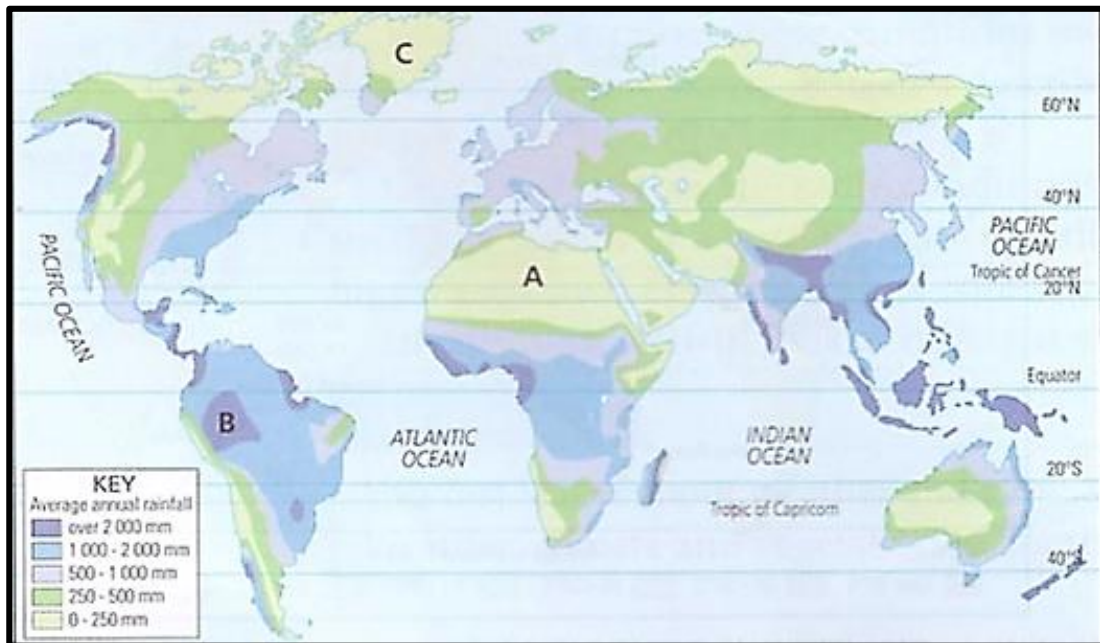 C
60°N
40°N
PACIFIC
OCEAN
Tropic of Cancer
20°N
PACIFIC OCEAN
A
Equator
B
ATLANTIC
OCEAN
INDIAN
OCEAN
20°S
Tropic of Capricorn
40°S
KEY
Average annual rainfall
over 2 000 mm
1 000 - 2 000 mm
500 - 1 000 mm
250 - 500 mm
0 - 250 mm